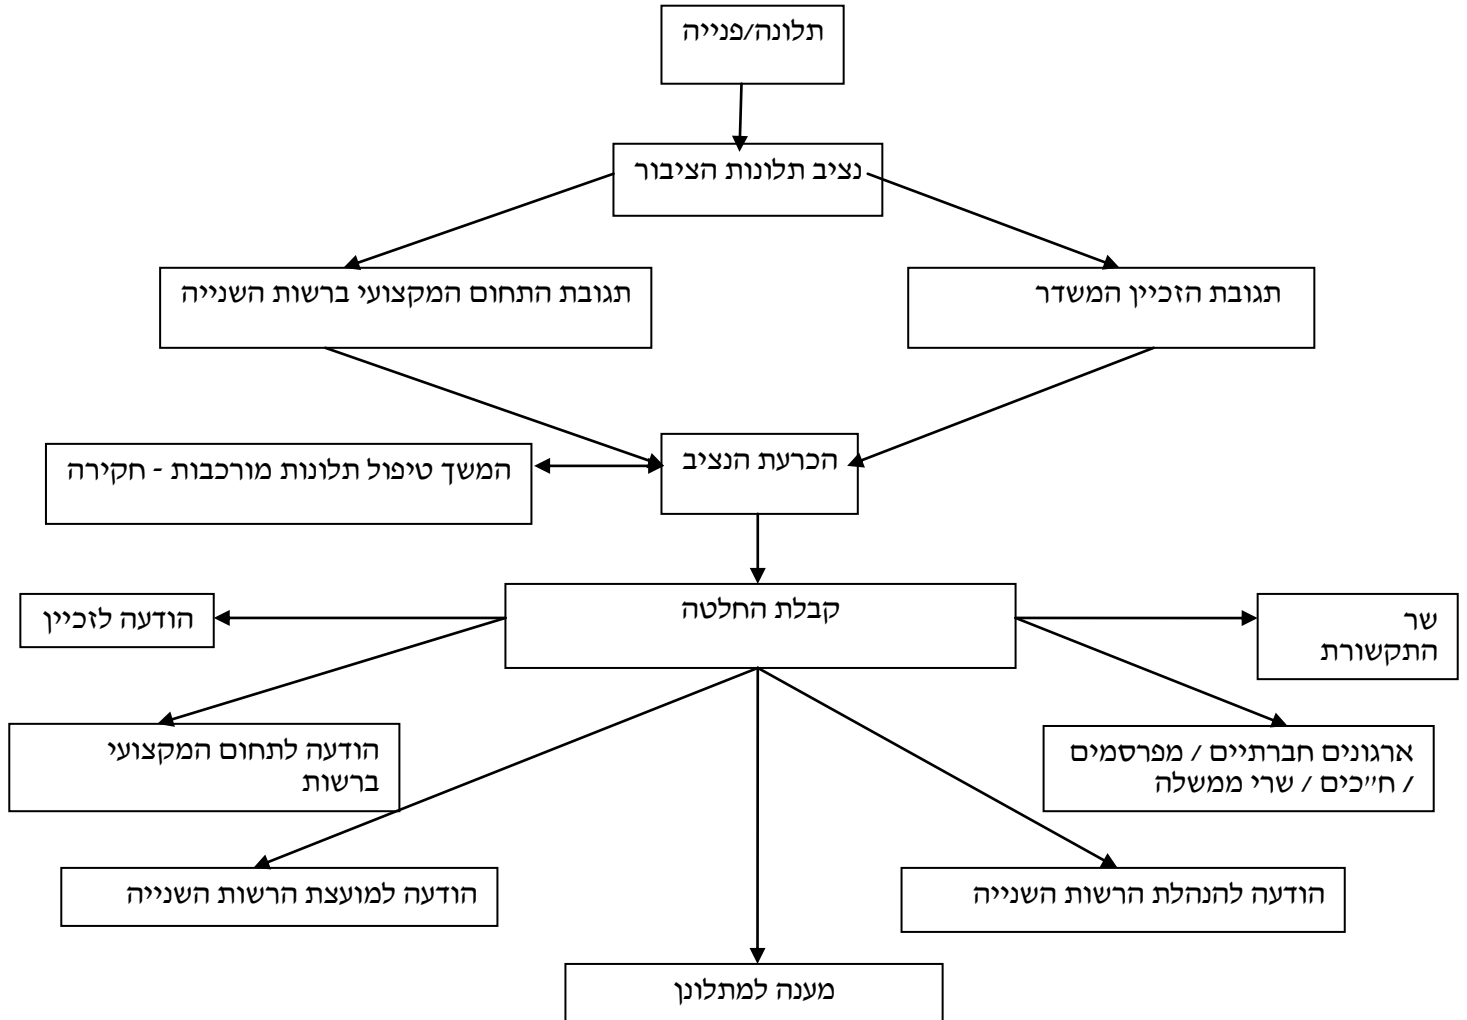 תלונה/פנייה
נציב תלונות הציבור
תגובת הזכיין המשדר
תגובת התחום המקצועי ברשות השנייה
הכרעת הנציב
המשך טיפול תלונות מורכבות - חקירה
קבלת החלטה
שר
התקשורת
הודעה לזכיין
ארגונים חברתיים / מפרסמים
/ ח״כים / שרי ממשלה
הודעה לתחום המקצועי
ברשות
הודעה להנהלת הרשות השנייה
הודעה למועצת הרשות השנייה
מענה למתלונן